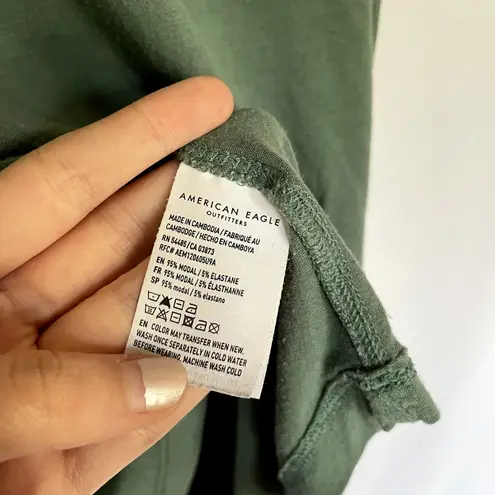 AMERICAN EAGLE
OUTFITTERS
MADE IN CAMBODIA / FABRIQUÉ AU
CAMBODGE / HECHO EN CAMBOYA
RN 54485/CA 03873
RFC# AEM120605U9A
EN 95% MODAL / 5% ELASTANE
FR 95% MODAL / 5% ÉLASTHANNE
SP 95% modal / 5% elastano
EN COLOR MAY TRANSFER WHEN NEW.
WASH ONCE SEPARATELY IN COLD WATER
BEFORE WEARING. MACHINE WASH COLD